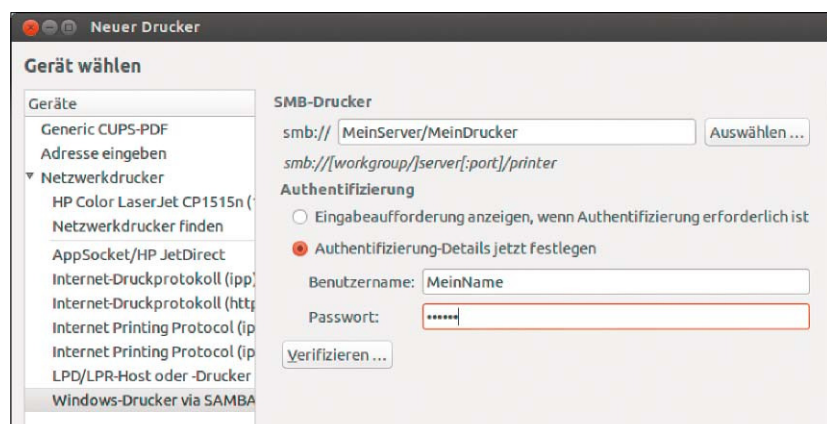 Neuer Drucker
Gerät wählen
Geräte
Generic CUPS-PDF
Adresse eingeben
Netzwerkdrucker
HP Color LaserJet CP1515n (
Netzwerkdrucker finden
AppSocket/HP JetDirect
Internet-Druckprotokoll (ipp)
Internet-Druckprotokoll (http
Internet Printing Protocol (ip
Internet Printing Protocol (ip
LPD/LPR-Host oder -Drucker
Windows-Drucker via SAMBA
SMB-Drucker
smb:// MeinServer/MeinDrucker Auswählen ...
smb://[workgroup/]server[:port]/printer
Authentifizierung
Eingabeaufforderung anzeigen, wenn Authentifizierung erforderlich ist
Authentifizierung-Details jetzt festlegen
Benutzername: MeinName
Passwort: ••••••
Verifizieren ...